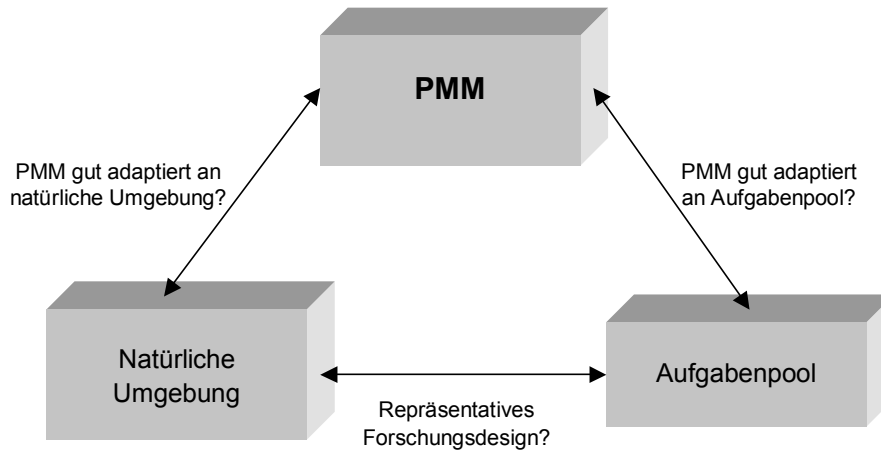 PMM
PMM gut adaptiert an
natürliche Umgebung?
PMM gut adaptiert
an Aufgabenpool?
Natürliche
Umgebung
Aufgabenpool
Repräsentatives
Forschungsdesign?